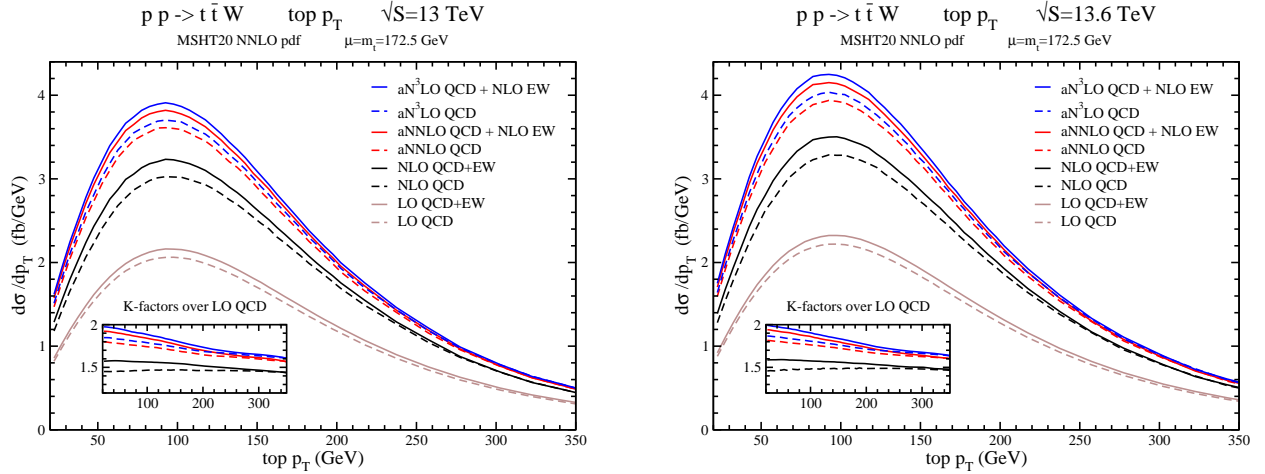 p p -> t t̄ W top p_T √S=13 TeV
MSHT20 NNLO pdf μ=m_t=172.5 GeV
aN³LO QCD + NLO EW
aN³LO QCD
aNNLO QCD + NLO EW
aNNLO QCD
NLO QCD+EW
NLO QCD
LO QCD+EW
LO QCD
dσ/dp_T (fb/GeV)
4
3
2
1
0
K-factors over LO QCD
2
1.5
100 200 300
50 100 150 200 250 300 350
top p_T (GeV)
p p -> t t̄ W top p_T √S=13.6 TeV
MSHT20 NNLO pdf μ=m_t=172.5 GeV
aN³LO QCD + NLO EW
aN³LO QCD
aNNLO QCD + NLO EW
aNNLO QCD
NLO QCD+EW
NLO QCD
LO QCD+EW
LO QCD
dσ/dp_T (fb/GeV)
4
3
2
1
0
K-factors over LO QCD
2
1.5
100 200 300
50 100 150 200 250 300 350
top p_T (GeV)